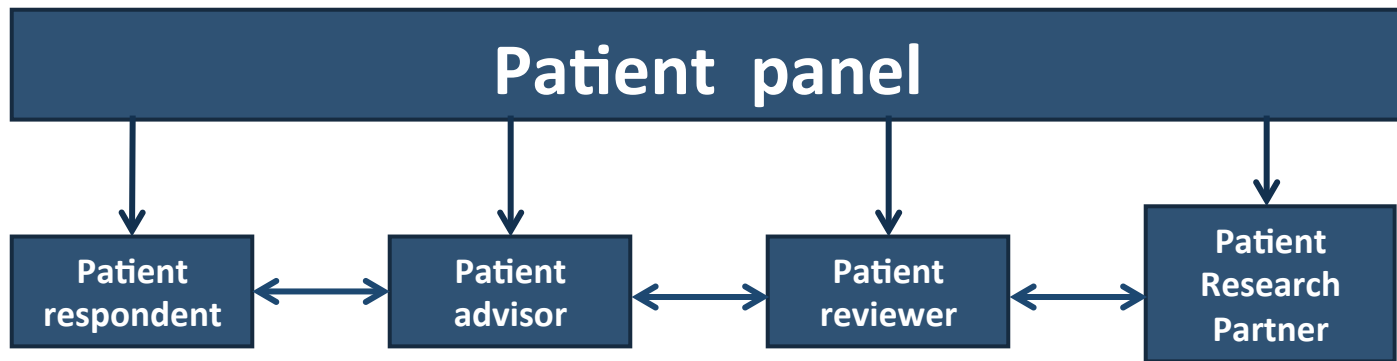 Patient panel
Patient
respondent
Patient
advisor
Patient
reviewer
Patient
Research
Partner